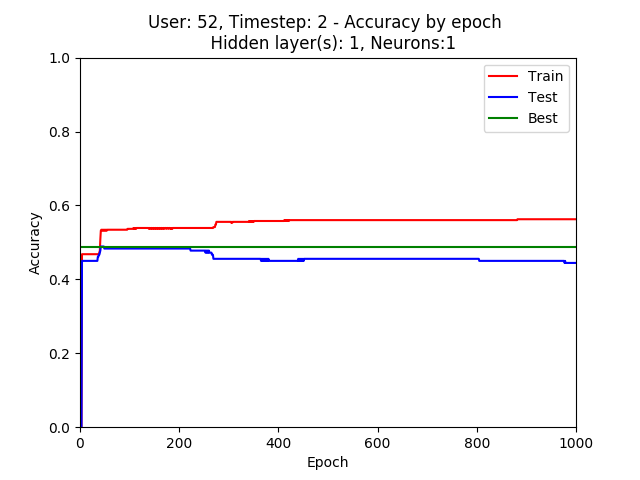 User: 52, Timestep: 2 - Accuracy by epoch
Hidden layer(s): 1, Neurons:1
Train
Test
Best
1.0
0.8
0.6
0.4
0.2
0.0
Accuracy
0
200
400
600
800
1000
Epoch